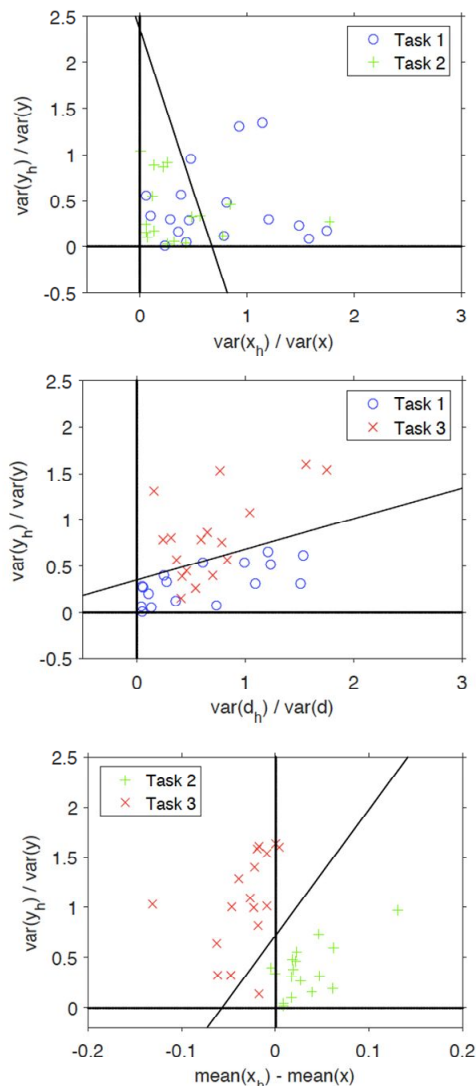 2.5
2
1.5
1
0.5
0
-0.5
var(y_h) / var(y)
Task 1
Task 2
0 1 2 3
var(x_h) / var(x)
2.5
2
1.5
1
0.5
0
-0.5
var(y_h) / var(y)
Task 1
Task 3
0 1 2 3
var(d_h) / var(d)
2.5
2
1.5
1
0.5
0
var(y_h) / var(y)
Task 2
Task 3
-0.2 -0.1 0 0.1 0.2
mean(x_h) - mean(x)